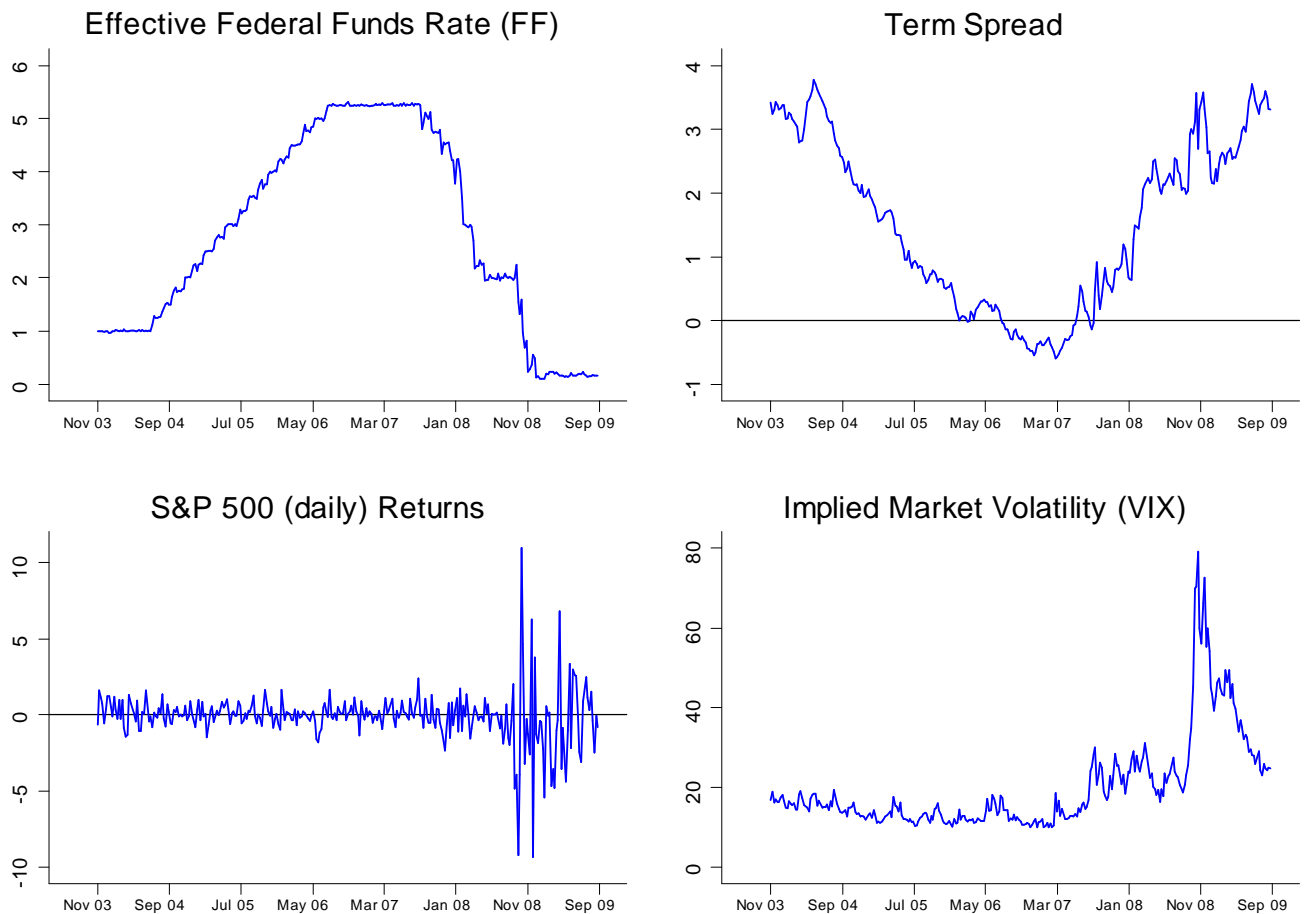 Effective Federal Funds Rate (FF)
6
5
4
3
2
1
0
Nov 03 Sep 04 Jul 05 May 06 Mar 07 Jan 08 Nov 08 Sep 09
Term Spread
4
3
2
1
0
-1
Nov 03 Sep 04 Jul 05 May 06 Mar 07 Jan 08 Nov 08 Sep 09
S&P 500 (daily) Returns
10
5
0
-5
-10
Nov 03 Sep 04 Jul 05 May 06 Mar 07 Jan 08 Nov 08 Sep 09
Implied Market Volatility (VIX)
80
60
40
20
0
Nov 03 Sep 04 Jul 05 May 06 Mar 07 Jan 08 Nov 08 Sep 09